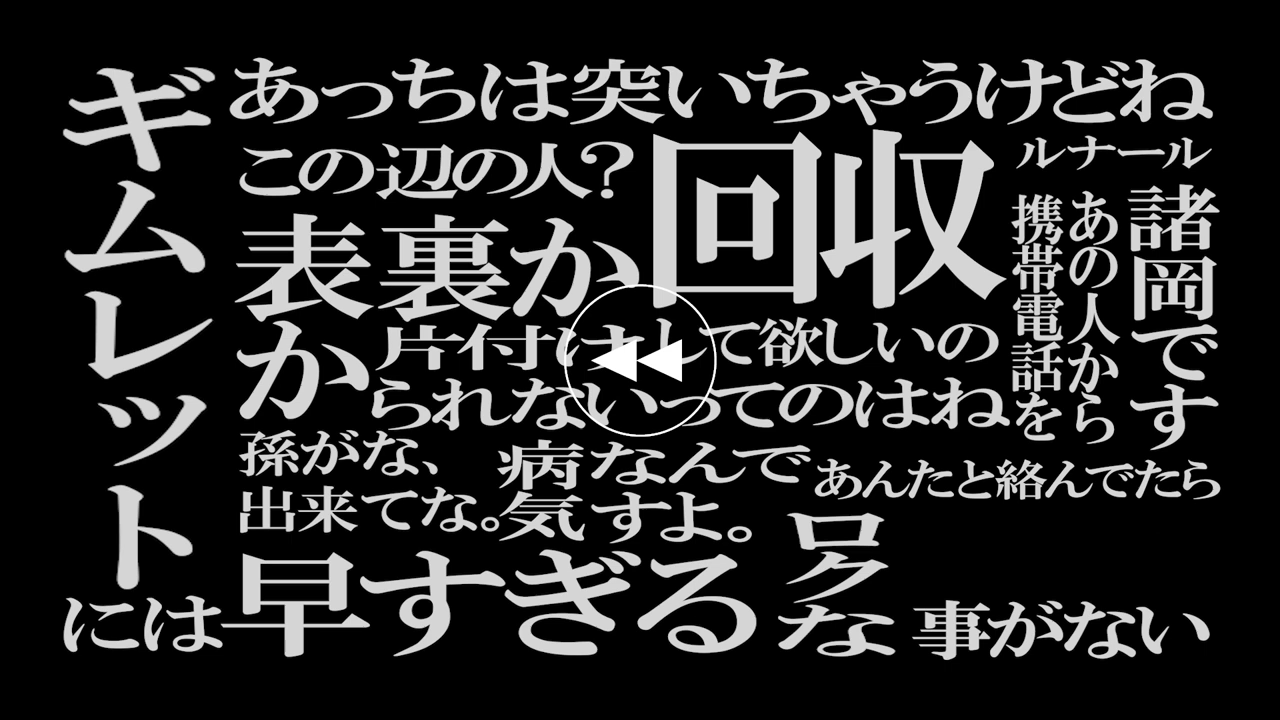 ギムレット
には
早すぎる
あっちは突いちゃうけどね
この辺の人?
回収
ルナール
表裏か
か
片付けして欲しいの
られないってのはね
あの人から
携帯電話を
諸岡です
孫がな、
出来てな。
病なんで
気すよ。
あんたと絡んでたら
ロク
な
事がない